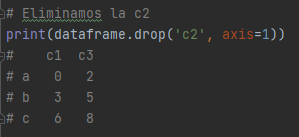 # Eliminamos la c2
print(dataframe.drop('c2', axis=1))
#    c1  c3
# a   0   2
# b   3   5
# c   6   8